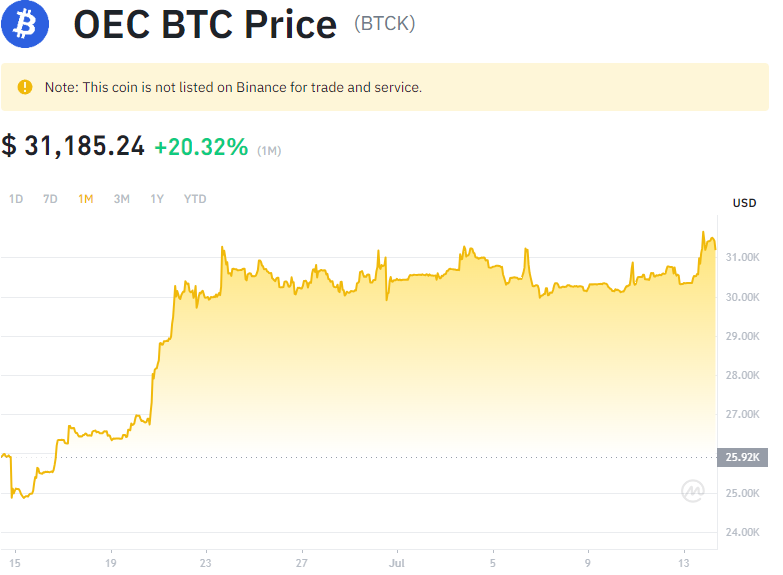 OEC BTC Price (BTCK)
Note: This coin is not listed on Binance for trade and service.
$ 31,185.24 +20.32% (1M)
1D 7D 1M 3M 1Y YTD
USD
31.00K
30.00K
29.00K
28.00K
27.00K
25.92K
25.00K
24.00K
15 19 23 27 Jul 5 9 13